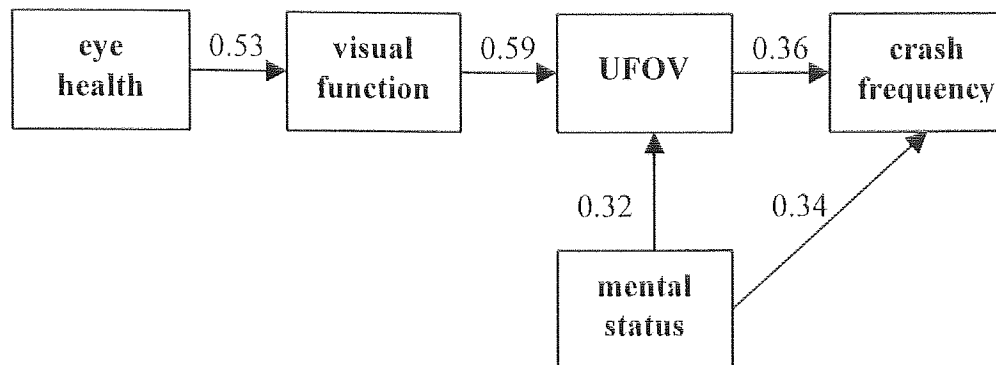 eye
health
0.53
visual
function
0.59
UFOV
0.36
crash
frequency
0.32
0.34
mental
status